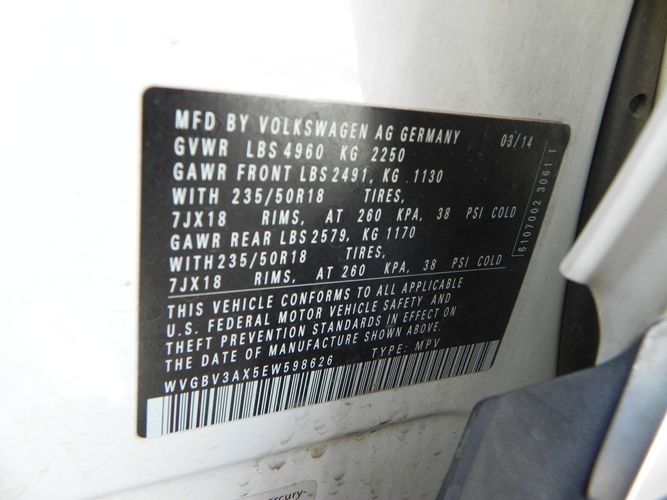 MFD BY VOLKSWAGEN AG GERMANY 03/14
GVWR LBS 4960 KG 2250
GAWR FRONT LBS 2491, KG 1130
WITH 235/50R18 TIRES,
7JX18 RIMS, AT 260 KPA, 38 PSI COLD
GAWR REAR LBS 2579, KG 1170
WITH 235/50R18 TIRES,
7JX18 RIMS, AT 260 KPA, 38 PSI COLD
THIS VEHICLE CONFORMS TO ALL APPLICABLE
U.S. FEDERAL MOTOR VEHICLE SAFETY AND
THEFT PREVENTION STANDARDS IN EFFECT ON
THE DATE OF MANUFACTURE SHOWN ABOVE.
WVGBV3AX5EW598626 TYPE: MPV
6107002 3061 1